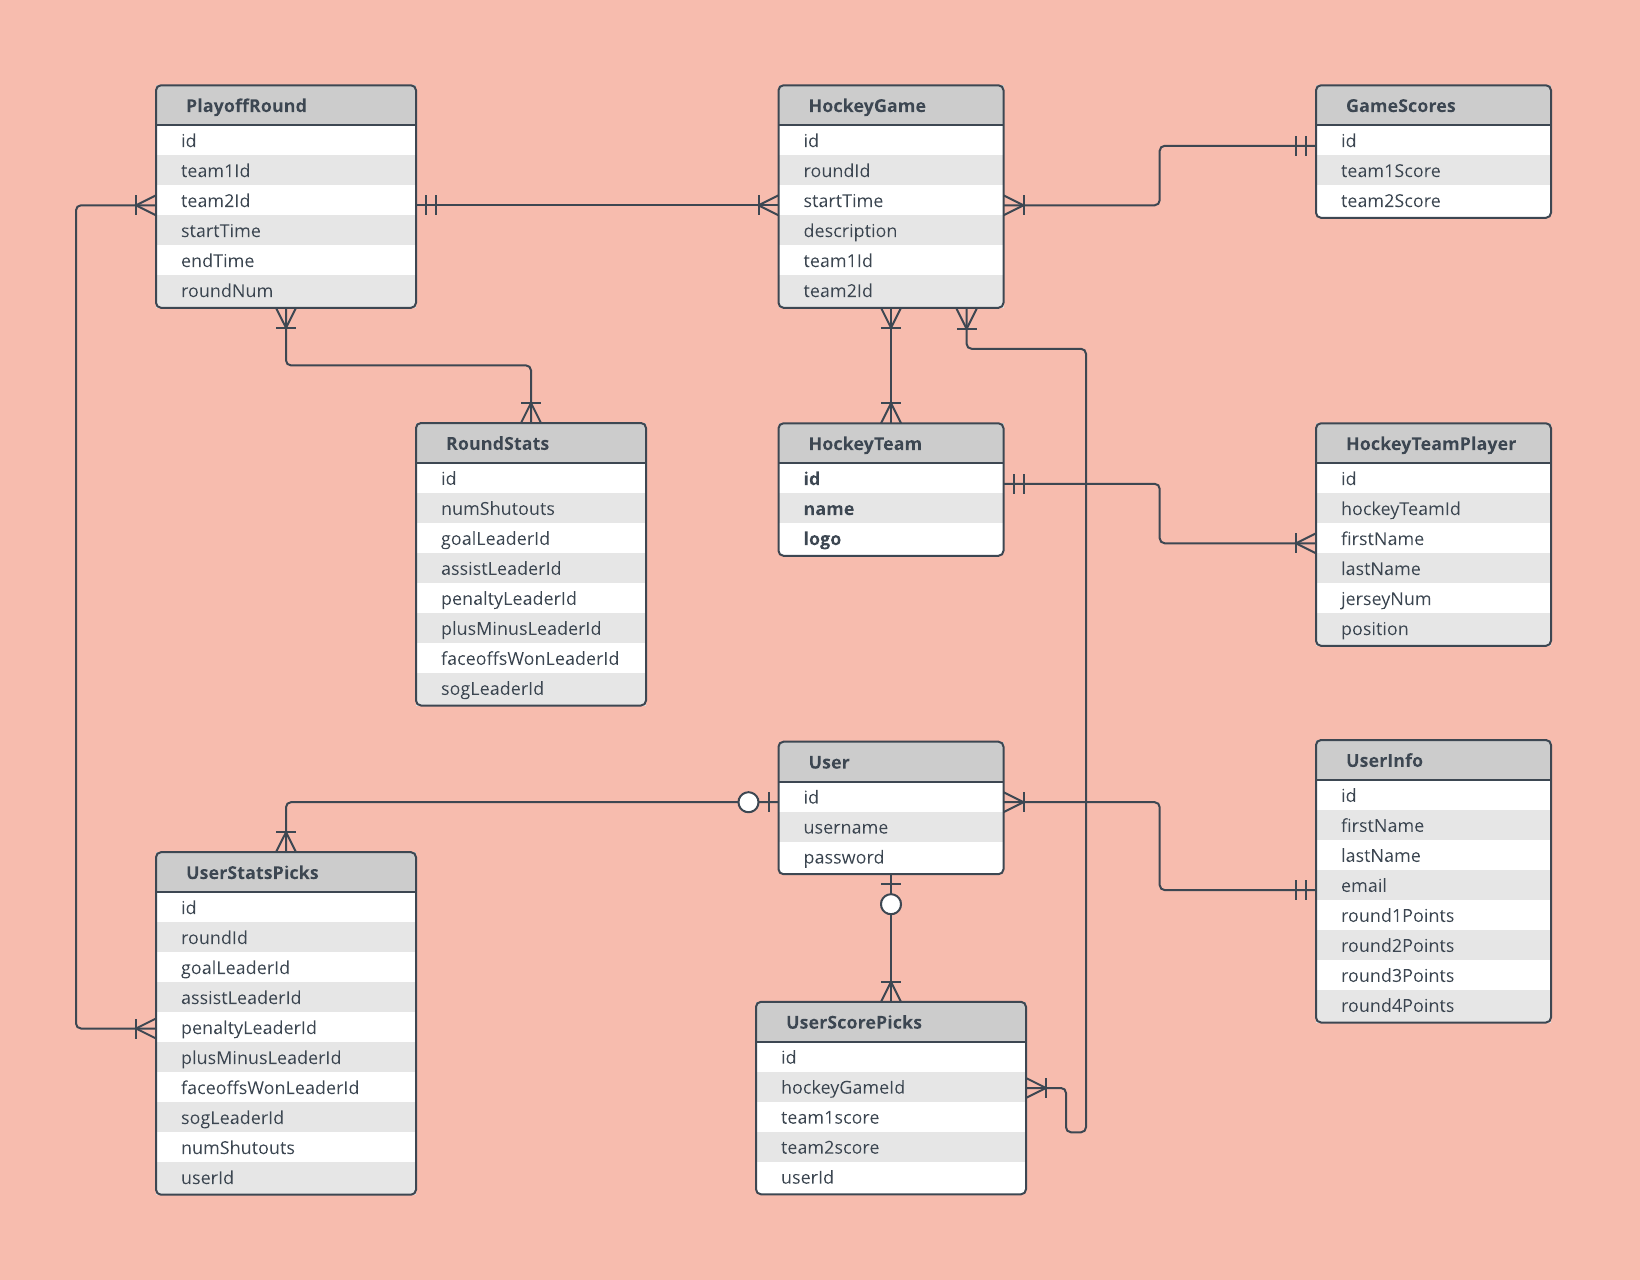 PlayoffRound
id
team1Id
team2Id
startTime
endTime
roundNum
HockeyGame
id
roundId
startTime
description
team1Id
team2Id
GameScores
id
team1Score
team2Score
RoundStats
id
numShutouts
goalLeaderId
assistLeaderId
penaltyLeaderId
plusMinusLeaderId
faceoffsWonLeaderId
sogLeaderId
HockeyTeam
id
name
logo
HockeyTeamPlayer
id
hockeyTeamId
firstName
lastName
jerseyNum
position
User
id
username
password
UserInfo
id
firstName
lastName
email
round1Points
round2Points
round3Points
round4Points
UserStatsPicks
id
roundId
goalLeaderId
assistLeaderId
penaltyLeaderId
plusMinusLeaderId
faceoffsWonLeaderId
sogLeaderId
numShutouts
userId
UserScorePicks
id
hockeyGameId
team1score
team2score
userId